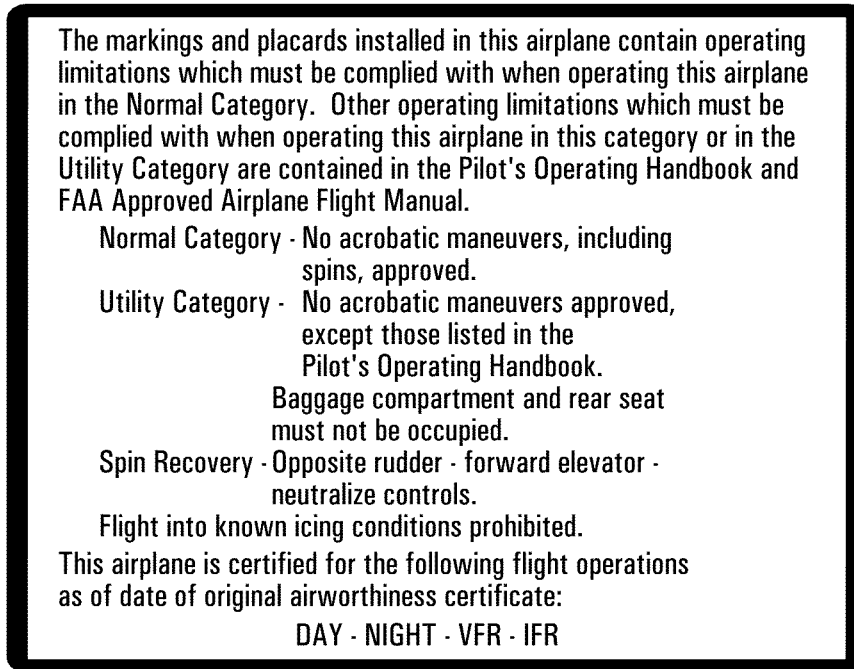 The markings and placards installed in this airplane contain operating
limitations which must be complied with when operating this airplane
in the Normal Category. Other operating limitations which must be
complied with when operating this airplane in this category or in the
Utility Category are contained in the Pilot's Operating Handbook and
FAA Approved Airplane Flight Manual.
Normal Category - No acrobatic maneuvers, including
spins, approved.
Utility Category - No acrobatic maneuvers approved,
except those listed in the
Pilot's Operating Handbook.
Baggage compartment and rear seat
must not be occupied.
Spin Recovery - Opposite rudder - forward elevator -
neutralize controls.
Flight into known icing conditions prohibited.
This airplane is certified for the following flight operations
as of date of original airworthiness certificate:
DAY - NIGHT - VFR - IFR